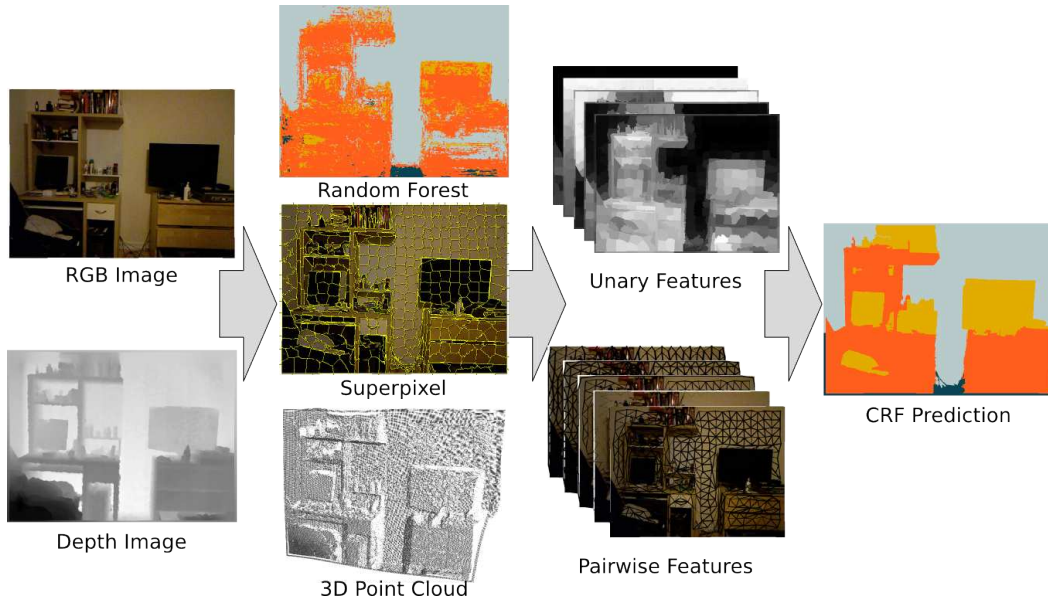 RGB Image
Depth Image
Random Forest
Superpixel
3D Point Cloud
Unary Features
Pairwise Features
CRF Prediction